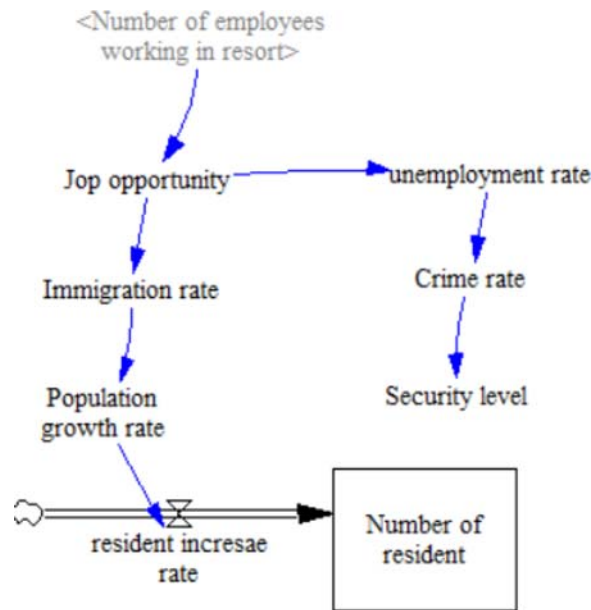 <Number of employees
working in resort>
Jop opportunity
unemployment rate
Immigration rate
Crime rate
Population
growth rate
Security level
resident incresae
rate
Number of
resident